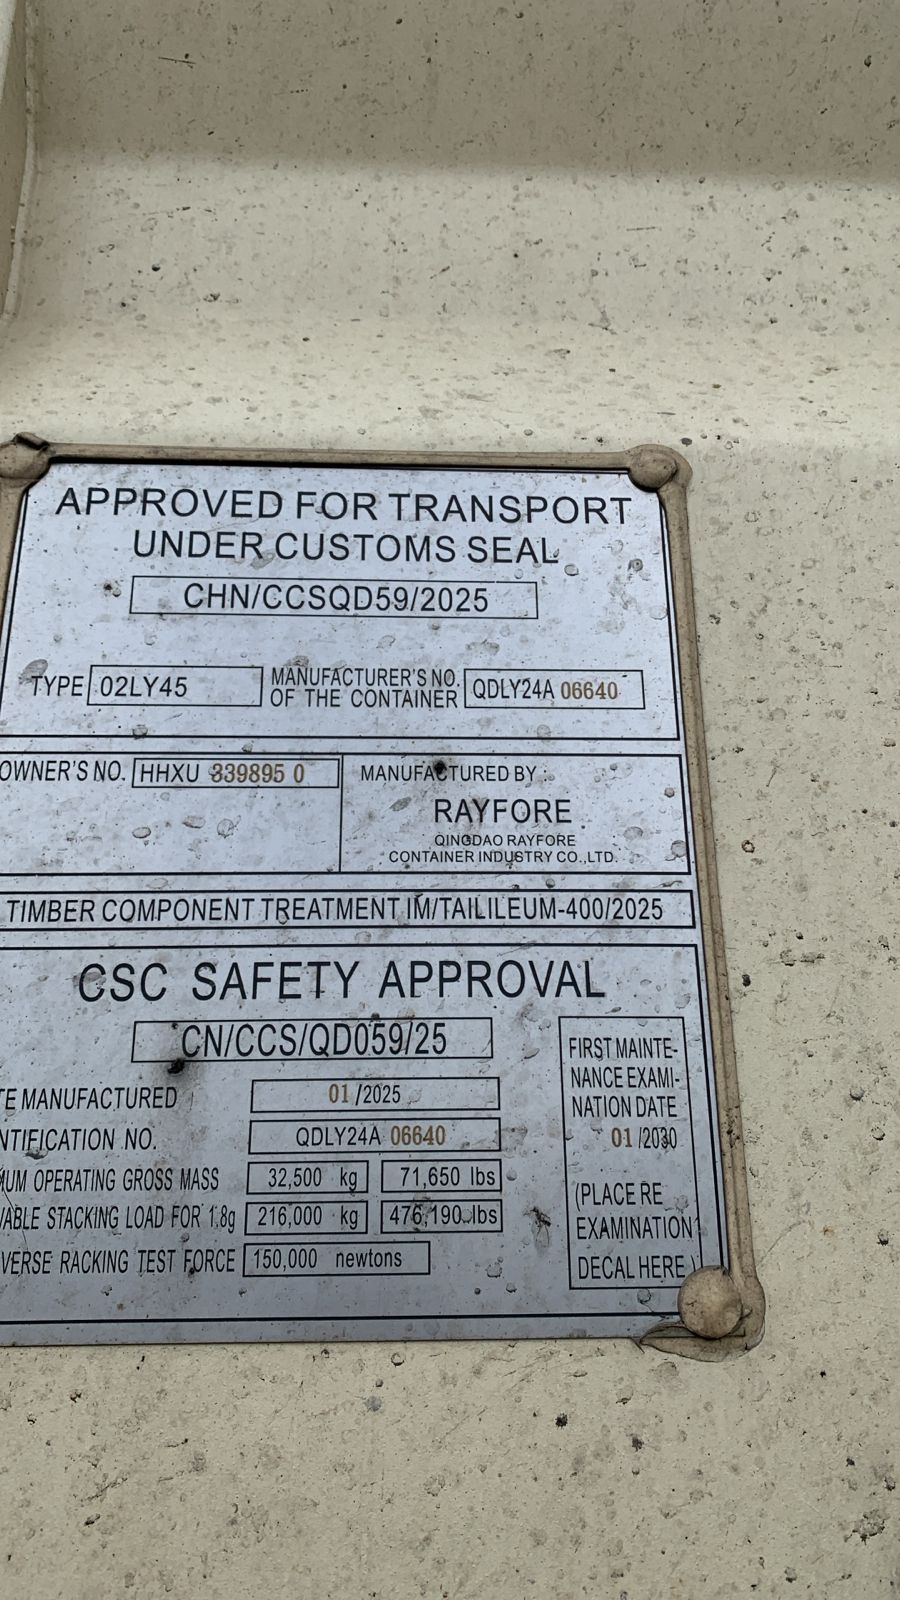 APPROVED FOR TRANSPORT
UNDER CUSTOMS SEAL
CHN/CCSQD59/2025
TYPE 02LY45 MANUFACTURER'S NO. OF THE CONTAINER QDLY24A 06640
OWNER'S NO. HHXU 339895 0
MANUFACTURED BY :
RAYFORE
QINGDAO RAYFORE
CONTAINER INDUSTRY CO.,LTD.
TIMBER COMPONENT TREATMENT IM/TAILILEUM-400/2025
CSC SAFETY APPROVAL
CN/CCS/QD059/25
TE MANUFACTURED 01 /2025
NTIFICATION NO. QDLY24A 06640
MUM OPERATING GROSS MASS 32,500 kg 71,650 lbs
VABLE STACKING LOAD FOR 1.8g 216,000 kg 476,190 lbs
VERSE RACKING TEST FORCE 150,000 newtons
FIRST MAINTE-
NANCE EXAMI-
NATION DATE
01 /2030
(PLACE RE
EXAMINATION
DECAL HERE )